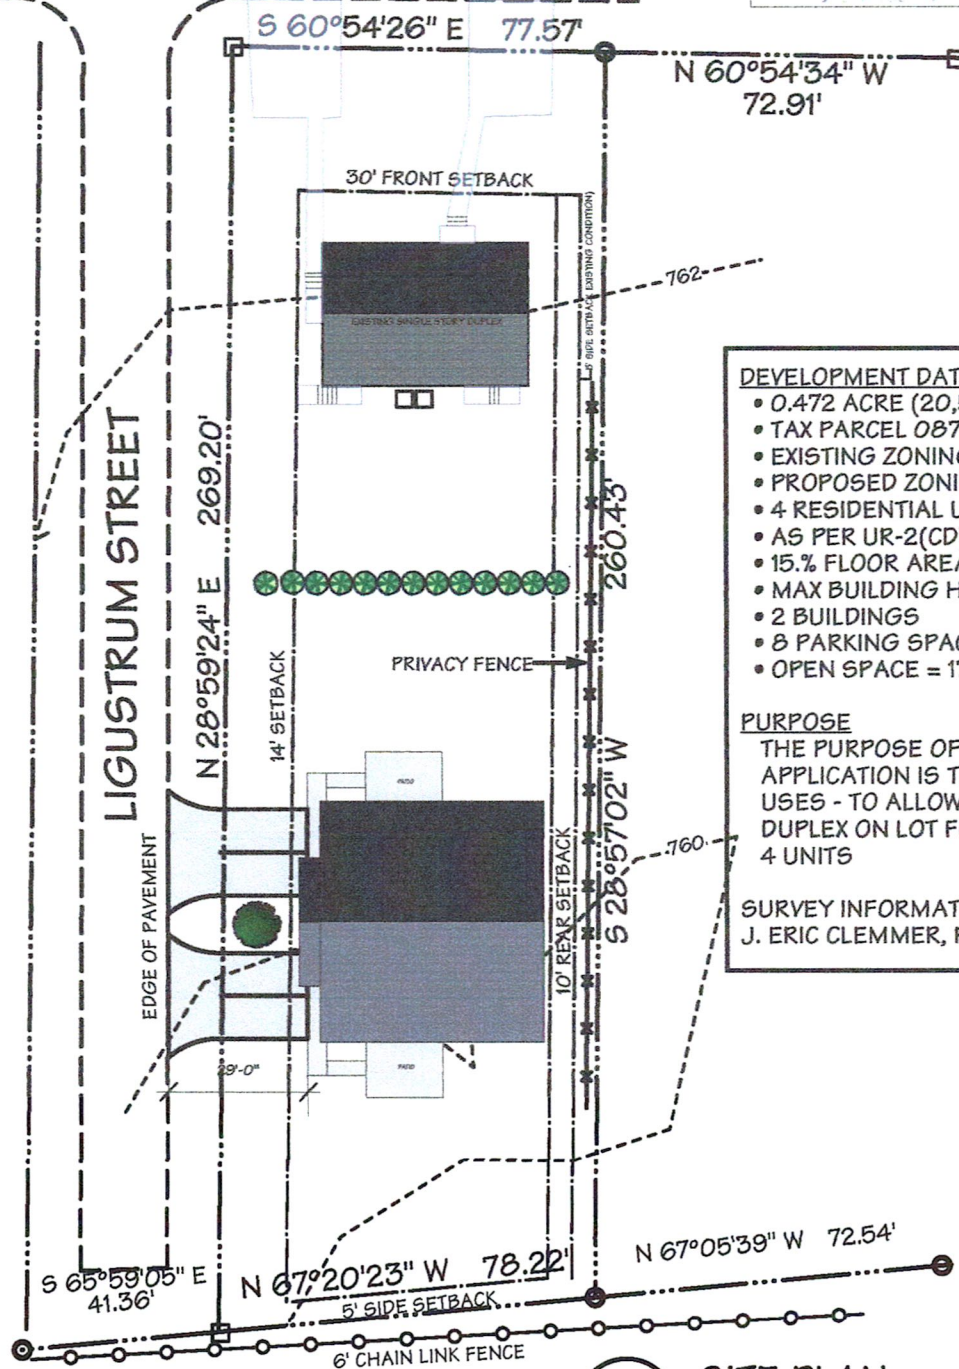 S 60°54'26" E 77.57'
N 60°54'34" W
72.91'
30' FRONT SETBACK
SIDE SETBACK EXISTING CONDITION)
762
EXISTING SINGLE STORY DUPLEX
LIGUSTRUM STREET
N 28°59'24" E 269.20'
260.43'
S 28°57'02" W
PRIVACY FENCE
14' SETBACK
PATIO
10' REAR SETBACK
760
EDGE OF PAVEMENT
29'-0"
PATIO
DEVELOPMENT DAT
• 0.472 ACRE (20,
• TAX PARCEL 087
• EXISTING ZONING
• PROPOSED ZONI
• 4 RESIDENTIAL U
• AS PER UR-2(CD
• 15.% FLOOR AREA
• MAX BUILDING H
• 2 BUILDINGS
• 8 PARKING SPAC
• OPEN SPACE = 1
PURPOSE
THE PURPOSE OF
APPLICATION IS T
USES - TO ALLOW
DUPLEX ON LOT F
4 UNITS
SURVEY INFORMAT
J. ERIC CLEMMER, P
S 65°59'05" E
41.36'
N 67°20'23" W 78.22'
5' SIDE SETBACK
N 67°05'39" W 72.54'
6' CHAIN LINK FENCE
SITE PLAN